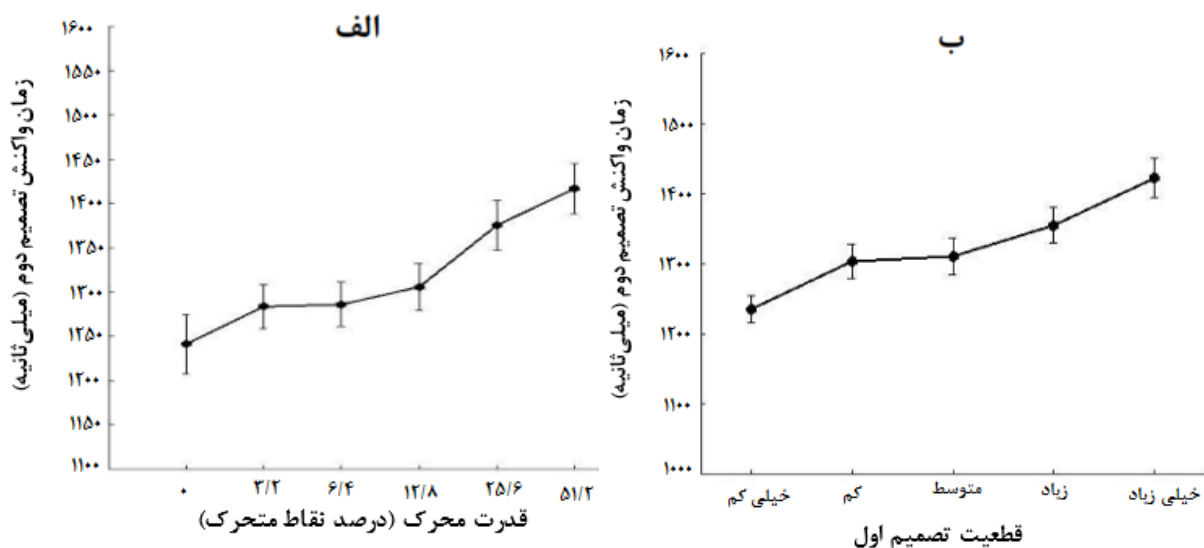 الف
زمان واکنش تصمیم دوم (میلی ثانیه)
۱۶۰۰
۱۵۵۰
۱۵۰۰
۱۴۵۰
۱۴۰۰
۱۳۵۰
۱۳۰۰
۱۲۵۰
۱۲۰۰
۱۱۵۰
۱۱۰۰
۰
۳/۲
۶/۴
۱۲/۸
۲۵/۶
۵۱/۲
قدرت محرک (درصد نقاط متحرک)
ب
زمان واکنش تصمیم دوم (میلی ثانیه)
۱۶۰۰
۱۵۰۰
۱۴۰۰
۱۳۰۰
۱۲۰۰
۱۱۰۰
۱۰۰۰
خیلی کم
کم
متوسط
زیاد
خیلی زیاد
قطعیت تصمیم اول